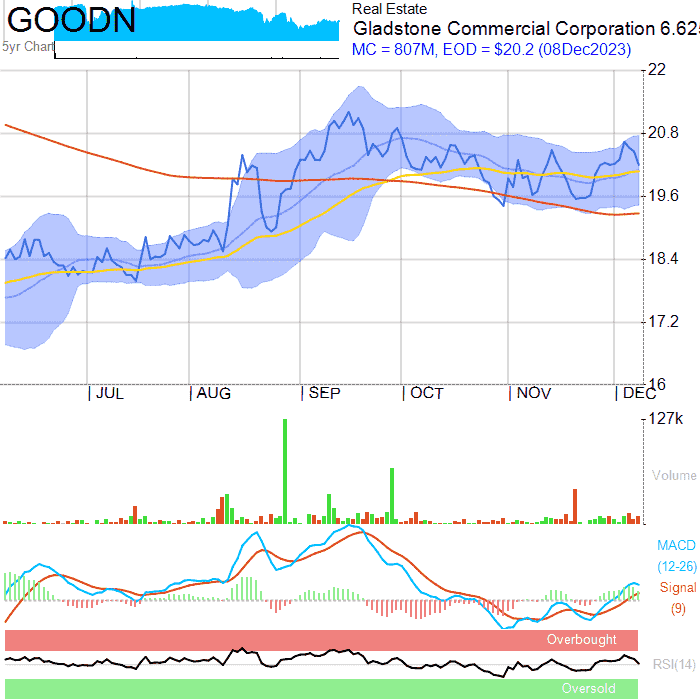 GOODN
Real Estate
Gladstone Commercial Corporation 6.62
5yr Chart
MC = 807M, EOD = $20.2 (08Dec2023)
22
20.8
19.6
18.4
17.2
16
JUL AUG SEP OCT NOV DEC
127k
Volume
MACD
(12-26)
Signal
(9)
Overbought
RSI(14)
Oversold